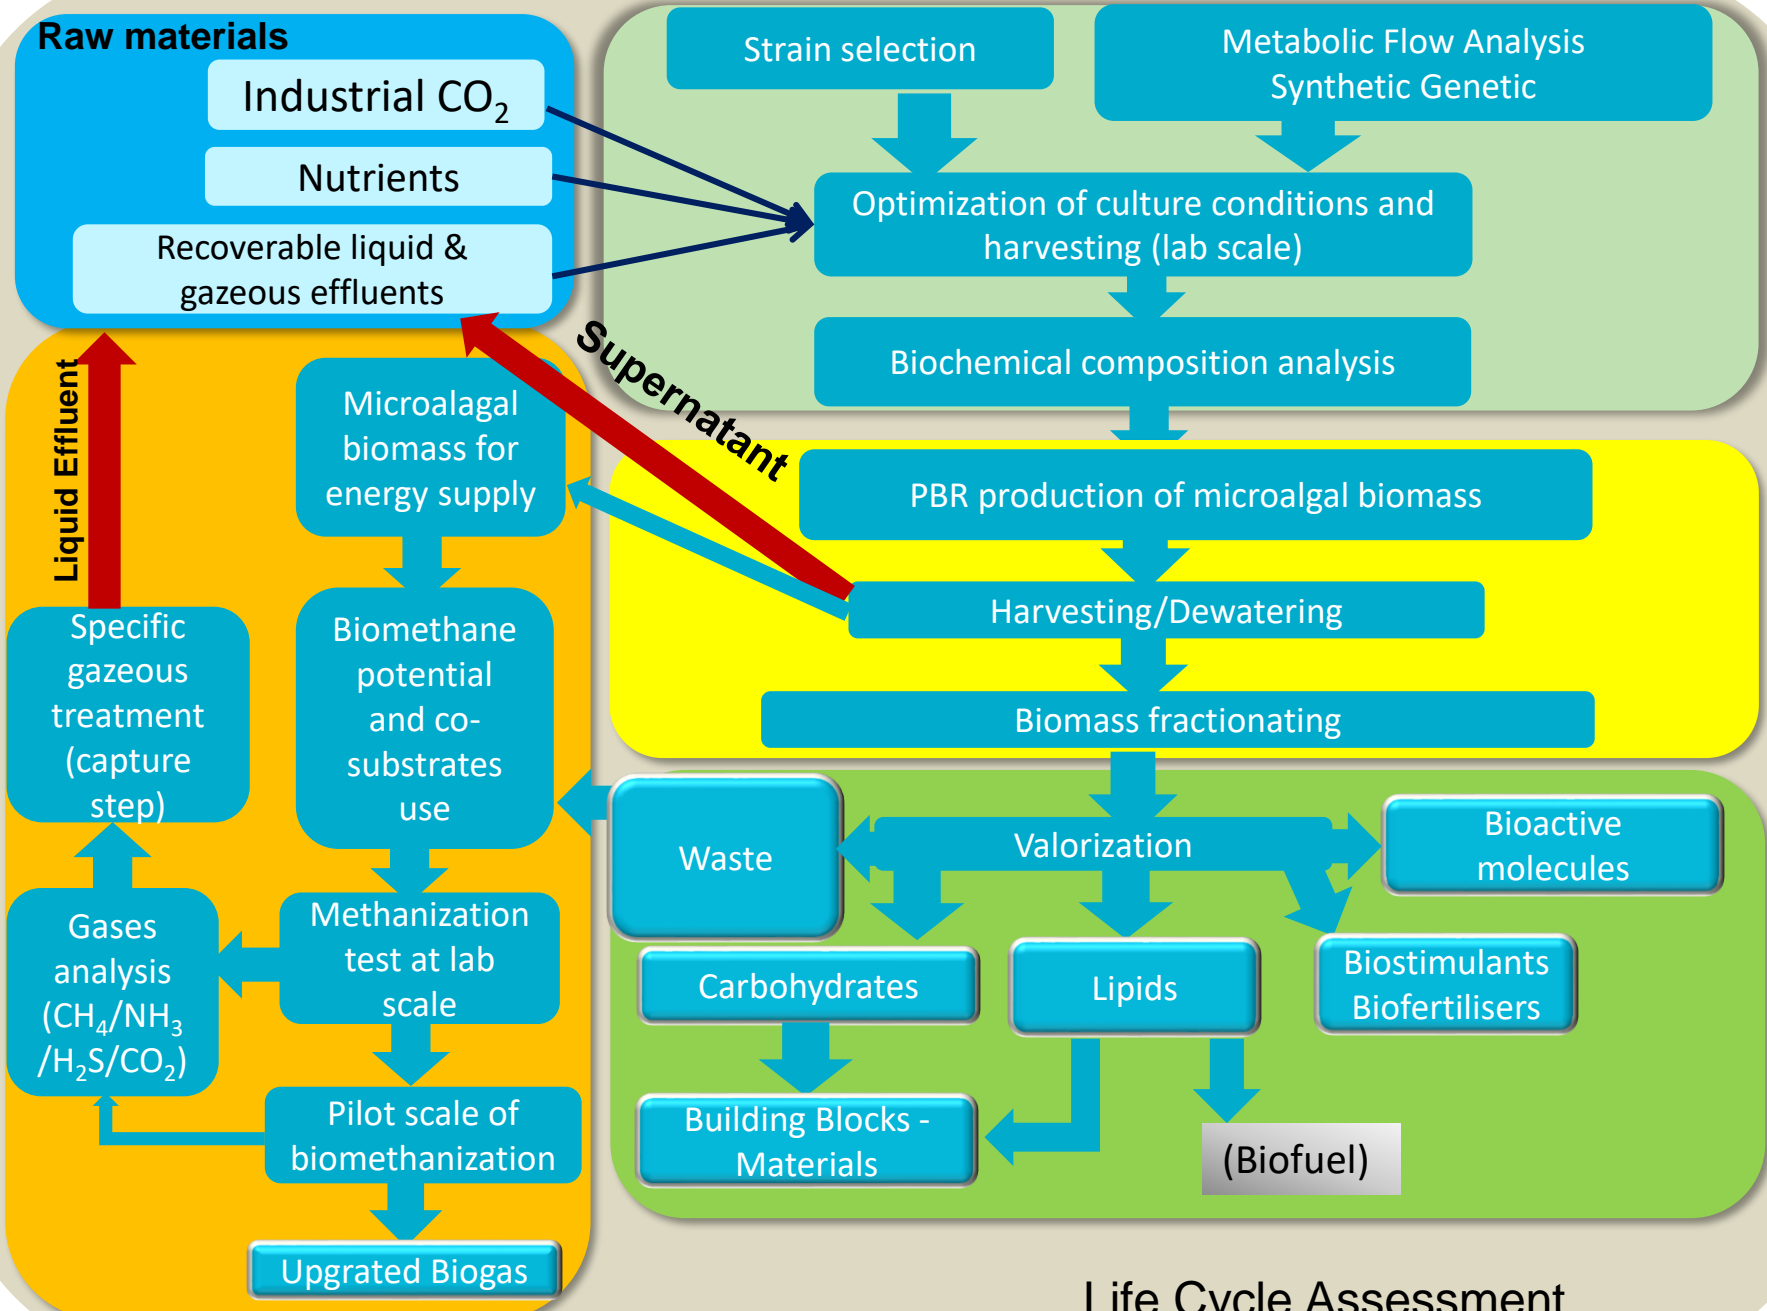 Raw materials
Industrial CO₂
Nutrients
Recoverable liquid &
gazeous effluents
Strain selection
Metabolic Flow Analysis
Synthetic Genetic
Optimization of culture conditions and
harvesting (lab scale)
Biochemical composition analysis
Supernatant
Liquid Effluent
PBR production of microalgal biomass
Harvesting/Dewatering
Biomass fractionating
Microalagal
biomass for
energy supply
Biomethane
potential
and co-
substrates
use
Specific
gazeous
treatment
(capture
step)
Gases
analysis
(CH₄/NH₃
/H₂S/CO₂)
Methanization
test at lab
scale
Pilot scale of
biomethanization
Upgrated Biogas
Waste
Valorization
Bioactive
molecules
Carbohydrates
Lipids
Biostimulants
Biofertilisers
Building Blocks -
Materials
(Biofuel)
Life Cycle Assessment